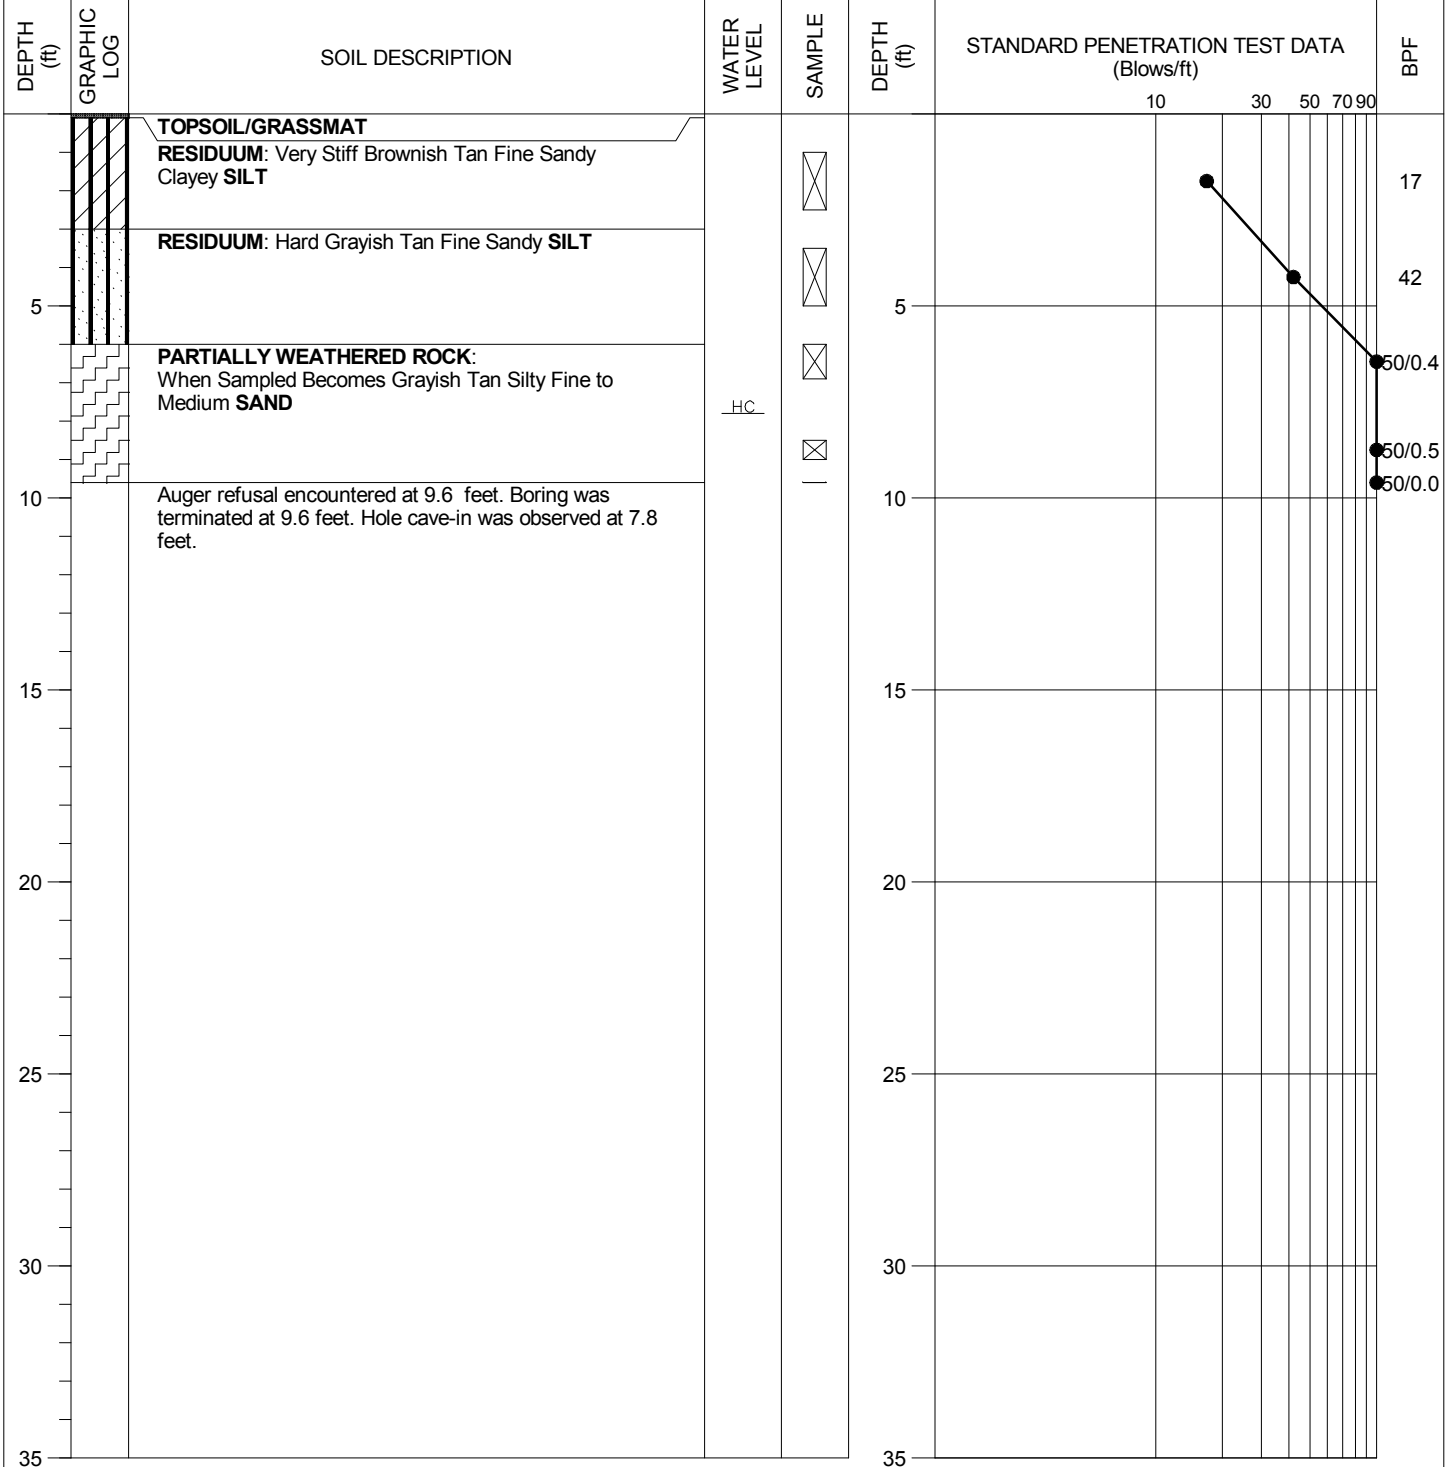 DEPTH
(ft)
GRAPHIC
LOG
SOIL DESCRIPTION
WATER
LEVEL
SAMPLE
DEPTH
(ft)
STANDARD PENETRATION TEST DATA
(Blows/ft)
BPF
10 30 50 70 90
TOPSOIL/GRASSMAT
RESIDUUM: Very Stiff Brownish Tan Fine Sandy
Clayey SILT
17
RESIDUUM: Hard Grayish Tan Fine Sandy SILT
42
5 5
PARTIALLY WEATHERED ROCK:
When Sampled Becomes Grayish Tan Silty Fine to
Medium SAND
50/0.4
HC
50/0.5
50/0.0
10 10
Auger refusal encountered at 9.6 feet. Boring was
terminated at 9.6 feet. Hole cave-in was observed at 7.8
feet.
15 15
20 20
25 25
30 30
35 35